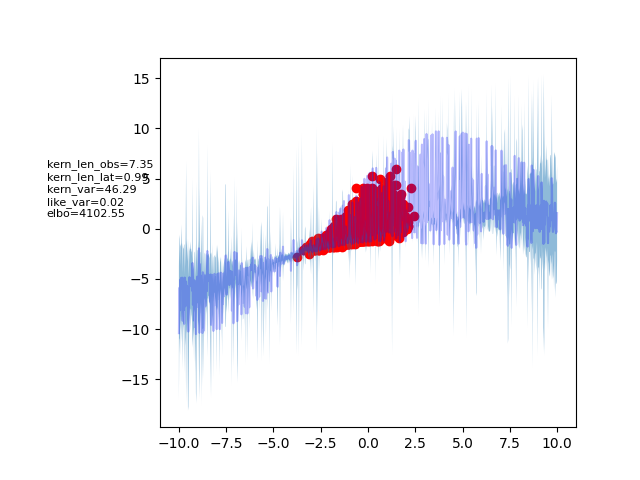 15
10
kern_len_obs=7.35
kern_len_lat=0.99
5
kern_var=46.29
like_var=0.02
elbo=4102.55
0
−5
−10
−15
−10.0 −7.5 −5.0 −2.5 0.0 2.5 5.0 7.5 10.0